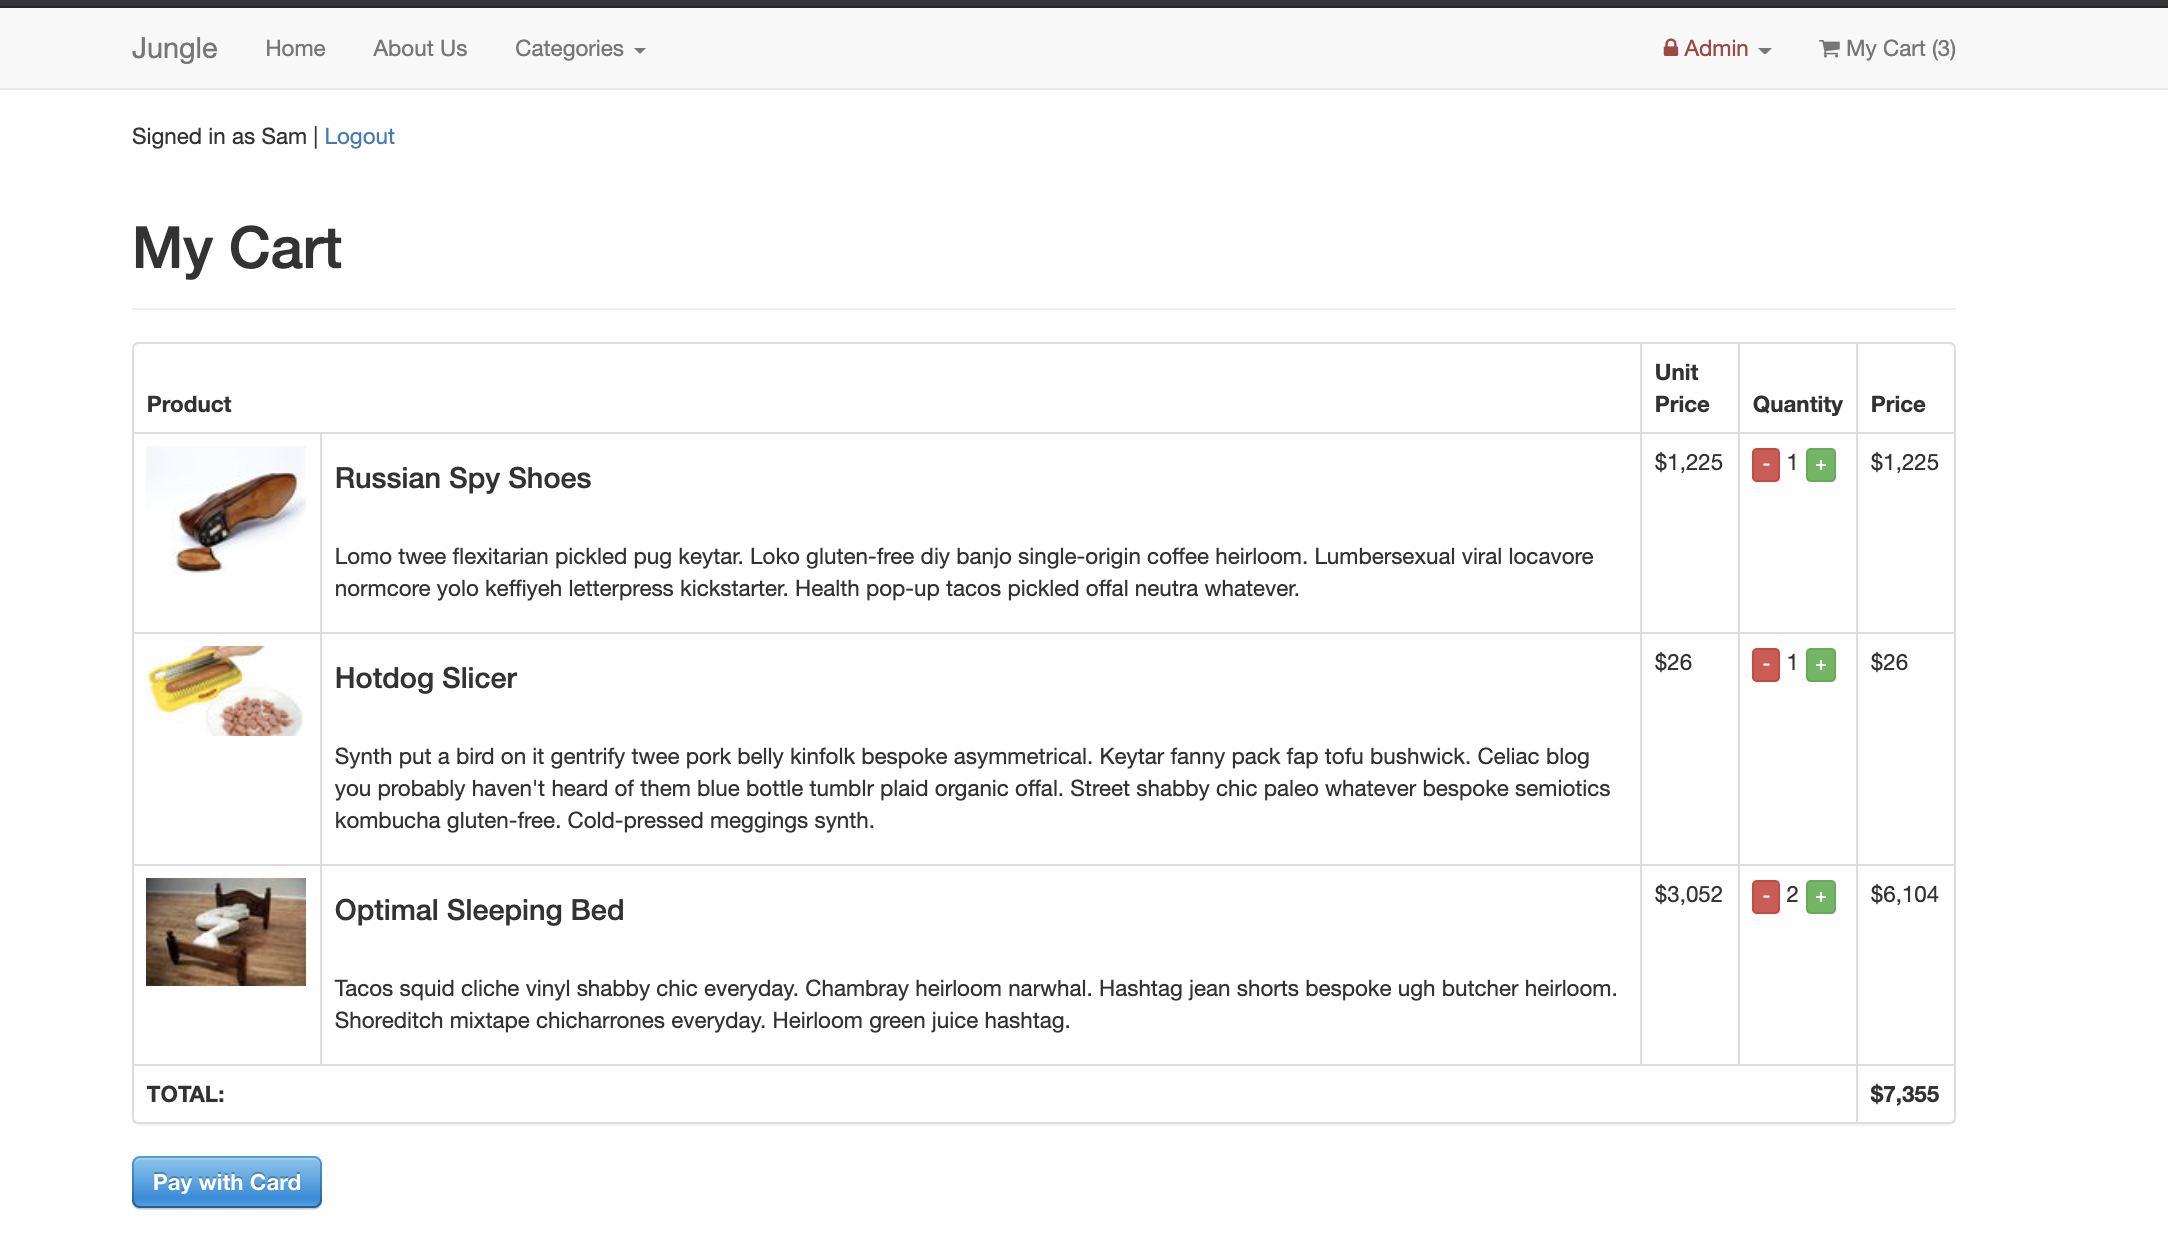 Jungle Home About Us Categories Admin My Cart (3)
Signed in as Sam | Logout
My Cart
Product Unit Price Quantity Price
Russian Spy Shoes $1,225 - 1 + $1,225
Lomo twee flexitarian pickled pug keytar. Loko gluten-free diy banjo single-origin coffee heirloom. Lumbersexual viral locavore
normcore yolo keffiyeh letterpress kickstarter. Health pop-up tacos pickled offal neutra whatever.
Hotdog Slicer $26 - 1 + $26
Synth put a bird on it gentrify twee pork belly kinfolk bespoke asymmetrical. Keytar fanny pack fap tofu bushwick. Celiac blog
you probably haven't heard of them blue bottle tumblr plaid organic offal. Street shabby chic paleo whatever bespoke semiotics
kombucha gluten-free. Cold-pressed meggings synth.
Optimal Sleeping Bed $3,052 - 2 + $6,104
Tacos squid cliche vinyl shabby chic everyday. Chambray heirloom narwhal. Hashtag jean shorts bespoke ugh butcher heirloom.
Shoreditch mixtape chicharrones everyday. Heirloom green juice hashtag.
TOTAL: $7,355
Pay with Card